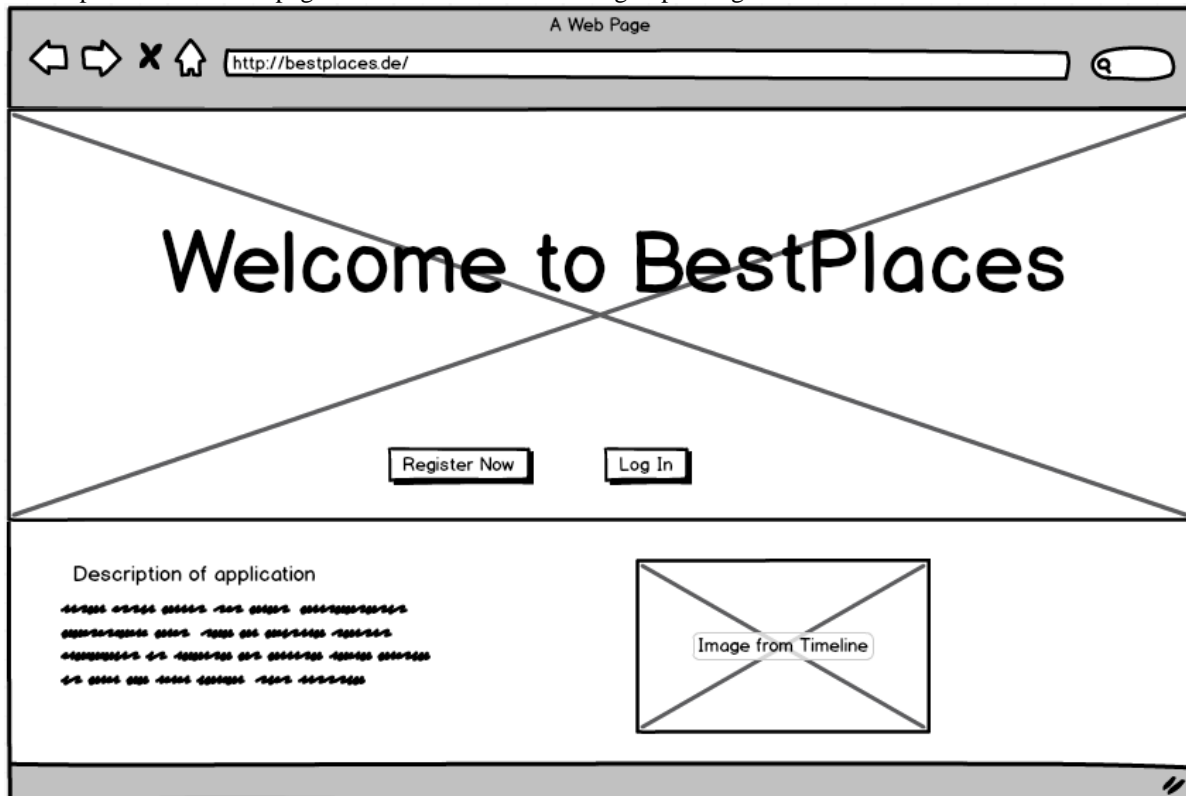 A Web Page
http://bestplaces.de/
Welcome to BestPlaces
Register Now
Log In
Description of application
Image from Timeline